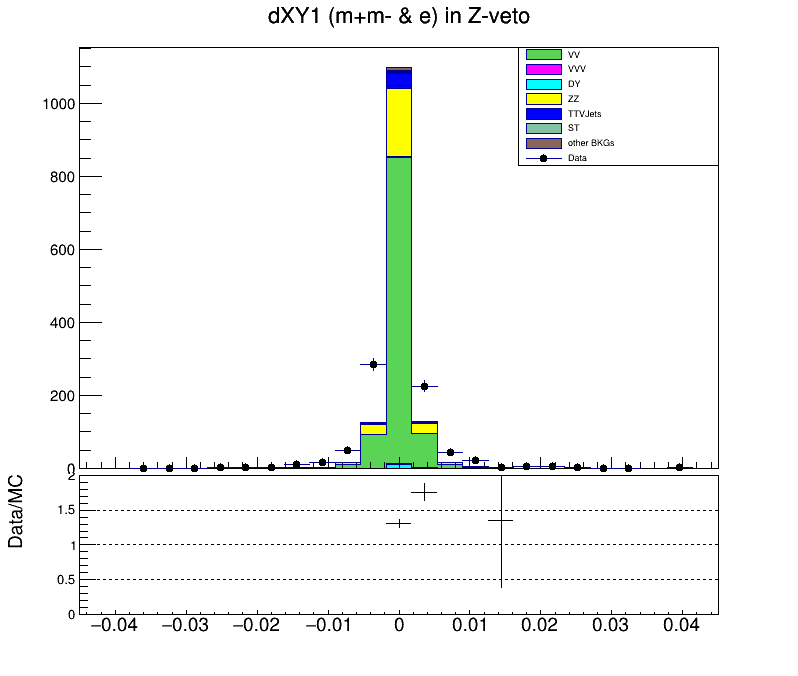 dXY1 (m+m- & e) in Z-veto
VV
VVV
DY
ZZ
TTVJets
ST
other BKGs
Data
1000
800
600
400
200
0
Data/MC
2
1.5
1
0.5
0
−0.04 −0.03 −0.02 −0.01 0 0.01 0.02 0.03 0.04